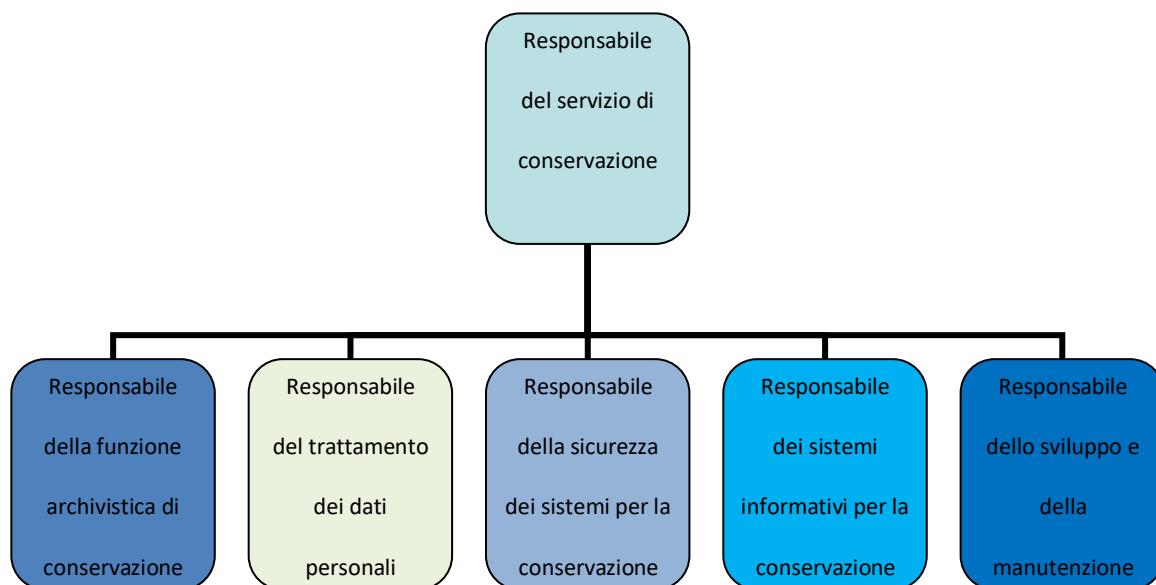 Responsabile
del servizio di
conservazione
Responsabile
della funzione
archivistica di
conservazione
Responsabile
del trattamento
dei dati
personali
Responsabile
della sicurezza
dei sistemi per la
conservazione
Responsabile
dei sistemi
informativi per la
conservazione
Responsabile
dello sviluppo e
della
manutenzione